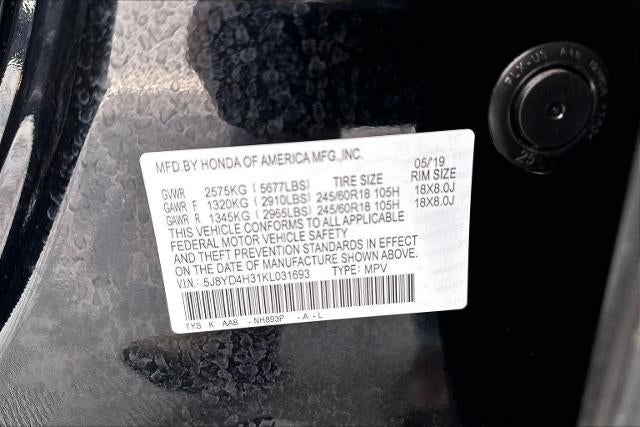 MFD.BY HONDA OF AMERICA MFG.,INC. 05/'19
GVWR 2575KG ( 5677LBS) TIRE SIZE RIM SIZE
GAWR F 1320KG ( 2910LBS) 245/60R18 105H 18X8.0J
GAWR R 1345KG ( 2965LBS) 245/60R18 105H 18X8.0J
THIS VEHICLE CONFORMS TO ALL APPLICABLE
FEDERAL MOTOR VEHICLE SAFETY
AND THEFT PREVENTION STANDARDS IN EFFECT
ON THE DATE OF MANUFACTURE SHOWN ABOVE.
V.I.N.: 5J8YD4H31KL031693 TYPE: MPV
TYS K AA8 -NH893P -A-L